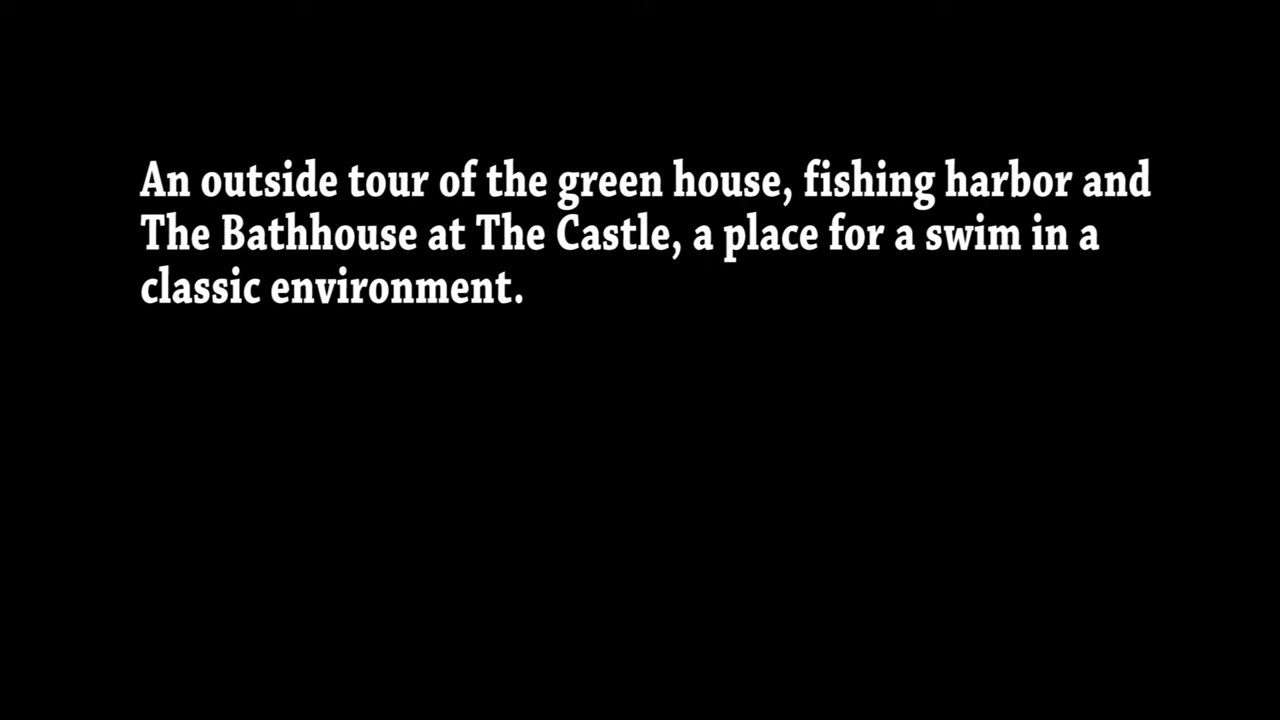 An outside tour of the green house, fishing harbor and
The Bathhouse at The Castle, a place for a swim in a
classic environment.